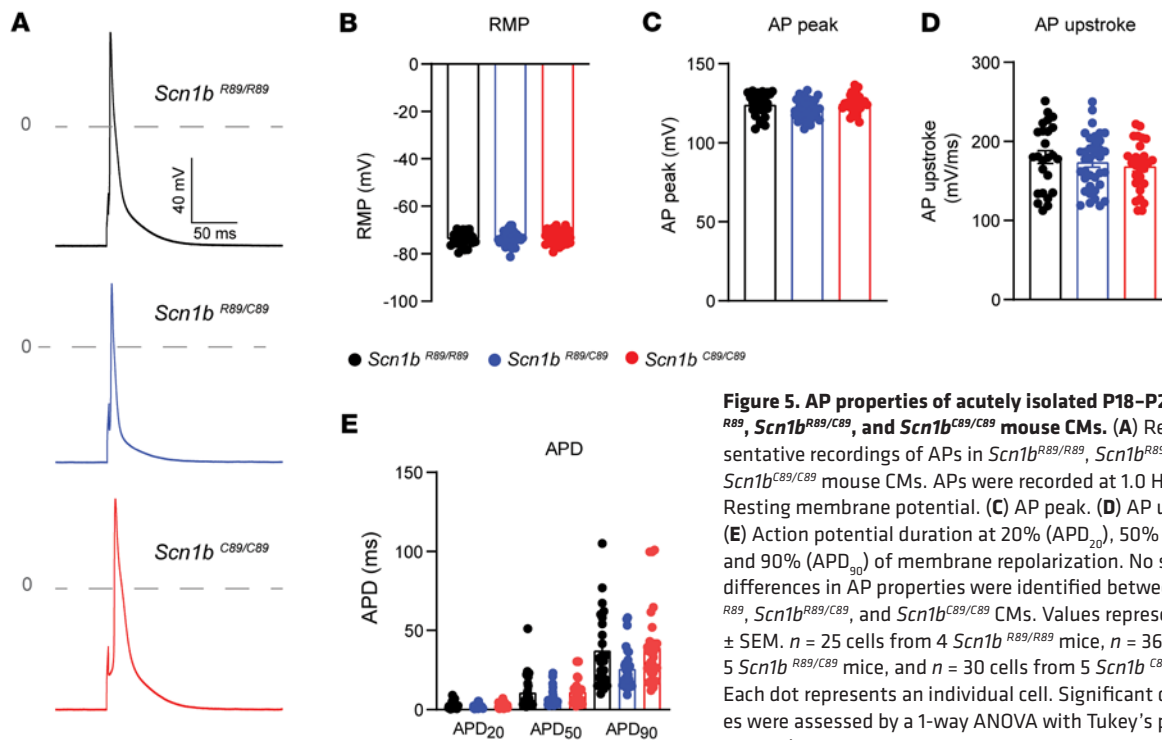 A
Scn1b R89/R89
0
40 mV
50 ms
Scn1b R89/C89
0
Scn1b C89/C89
0
B
RMP
0
-20
-40
-60
-80
-100
RMP (mV)
C
AP peak
150
100
50
0
AP peak (mV)
D
AP upstroke
300
200
100
0
AP upstroke
(mV/ms)
Scn1b R89/R89 Scn1b R89/C89 Scn1b C89/C89
E
APD
150
100
50
0
APD (ms)
APD20 APD50 APD90
Figure 5. AP properties of acutely isolated P18–P2
R89, Scn1bR89/C89, and Scn1bC89/C89 mouse CMs. (A) Re
sentative recordings of APs in Scn1bR89/R89, Scn1bR89
Scn1bC89/C89 mouse CMs. APs were recorded at 1.0 H
Resting membrane potential. (C) AP peak. (D) AP u
(E) Action potential duration at 20% (APD20), 50%
and 90% (APD90) of membrane repolarization. No s
differences in AP properties were identified betwe
R89, Scn1bR89/C89, and Scn1bC89/C89 CMs. Values repres
± SEM. n = 25 cells from 4 Scn1b R89/R89 mice, n = 36
5 Scn1b R89/C89 mice, and n = 30 cells from 5 Scn1b C8
Each dot represents an individual cell. Significant d
es were assessed by a 1-way ANOVA with Tukey's p